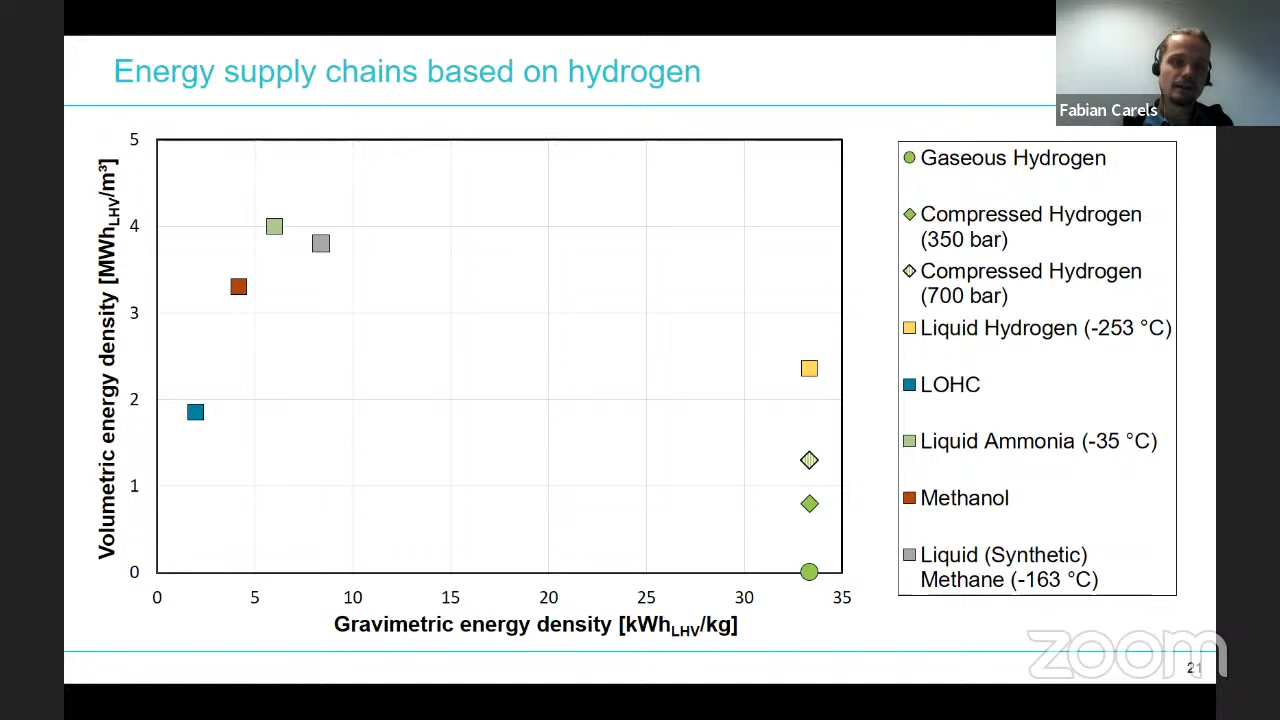 Energy supply chains based on hydrogen
Fabian Carels
Volumetric energy density [MWhLHV/m³]
5
4
3
2
1
0
0 5 10 15 20 25 30 35
Gravimetric energy density [kWhLHV/kg]
Gaseous Hydrogen
Compressed Hydrogen
(350 bar)
Compressed Hydrogen
(700 bar)
Liquid Hydrogen (-253 °C)
LOHC
Liquid Ammonia (-35 °C)
Methanol
Liquid (Synthetic)
Methane (-163 °C)
zoom
21